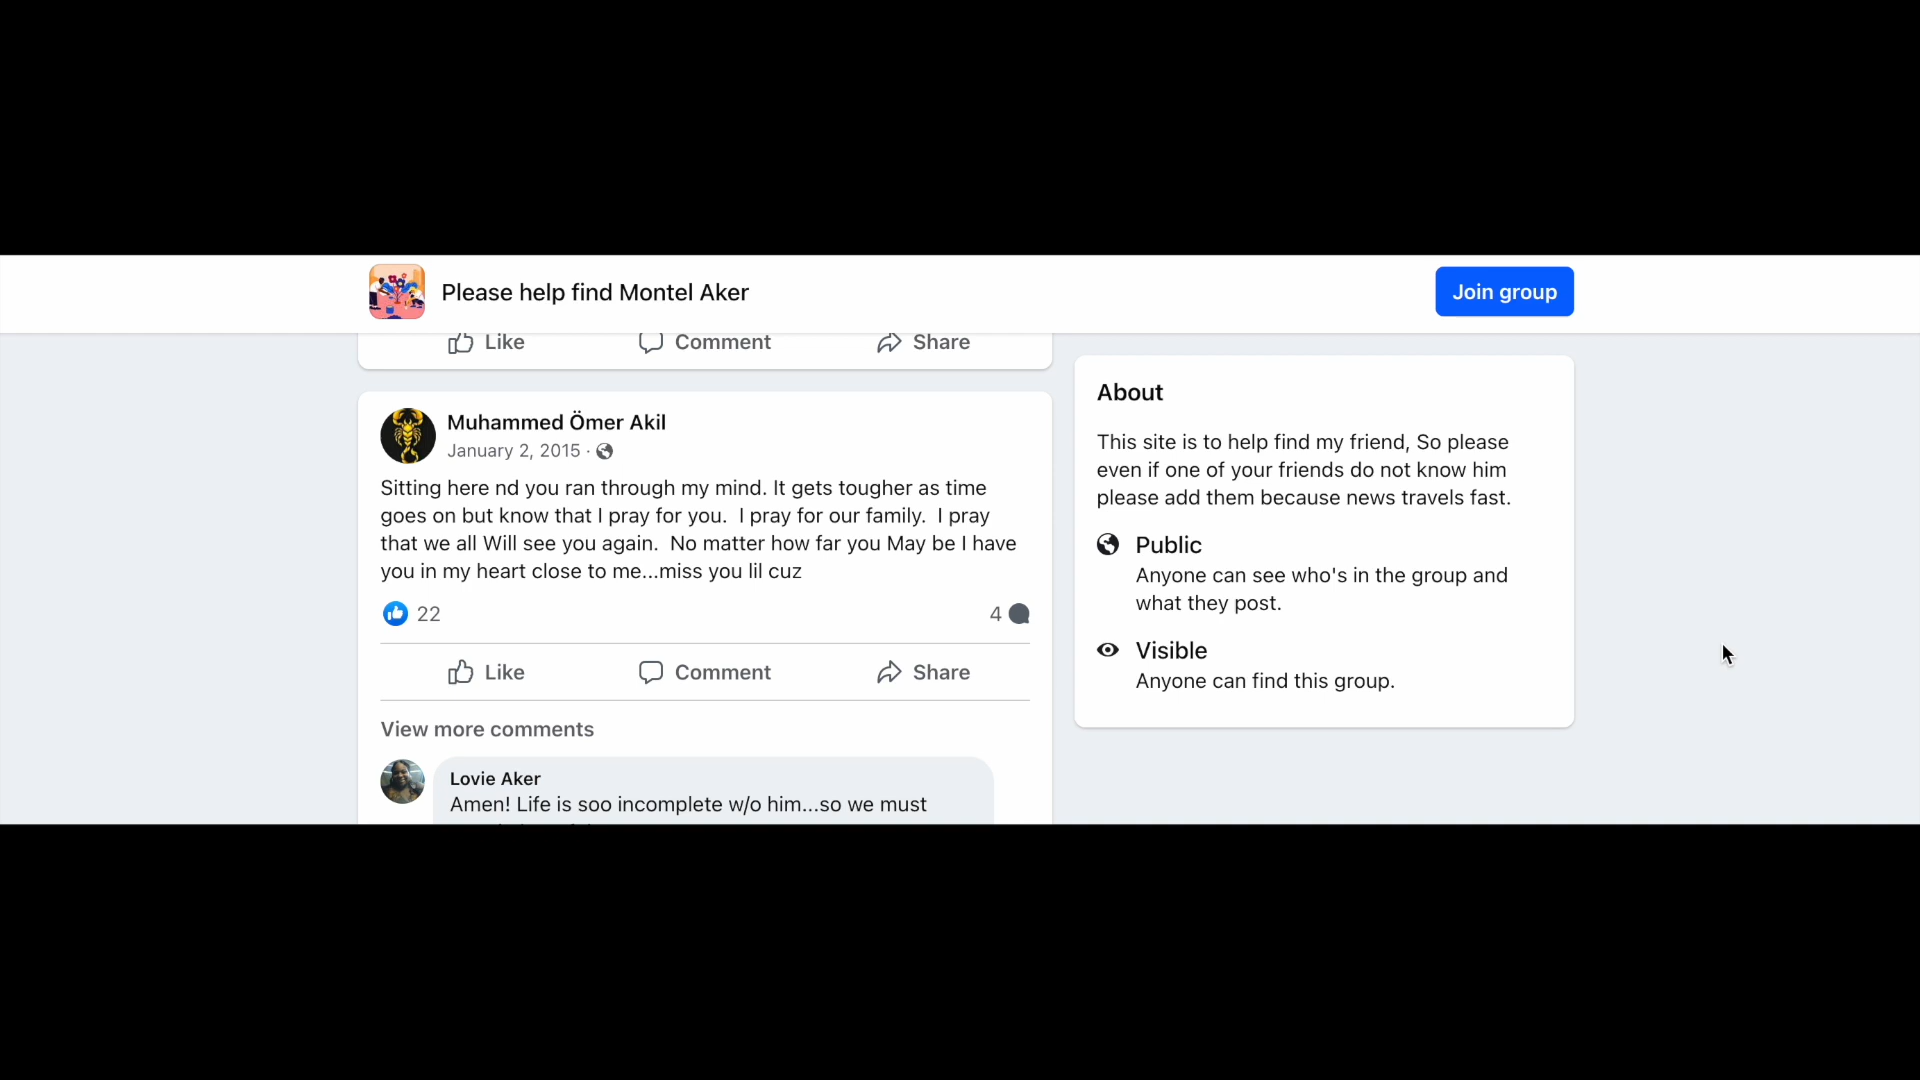 Please help find Montel Aker
Join group
Like Comment Share
Muhammed Ömer Akil
January 2, 2015 ·
Sitting here nd you ran through my mind. It gets tougher as time
goes on but know that I pray for you.  I pray for our family.  I pray
that we all Will see you again.  No matter how far you May be I have
you in my heart close to me...miss you lil cuz
22
4
Like Comment Share
View more comments
Lovie Aker
Amen! Life is soo incomplete w/o him...so we must
About
This site is to help find my friend, So please
even if one of your friends do not know him
please add them because news travels fast.
Public
Anyone can see who's in the group and
what they post.
Visible
Anyone can find this group.